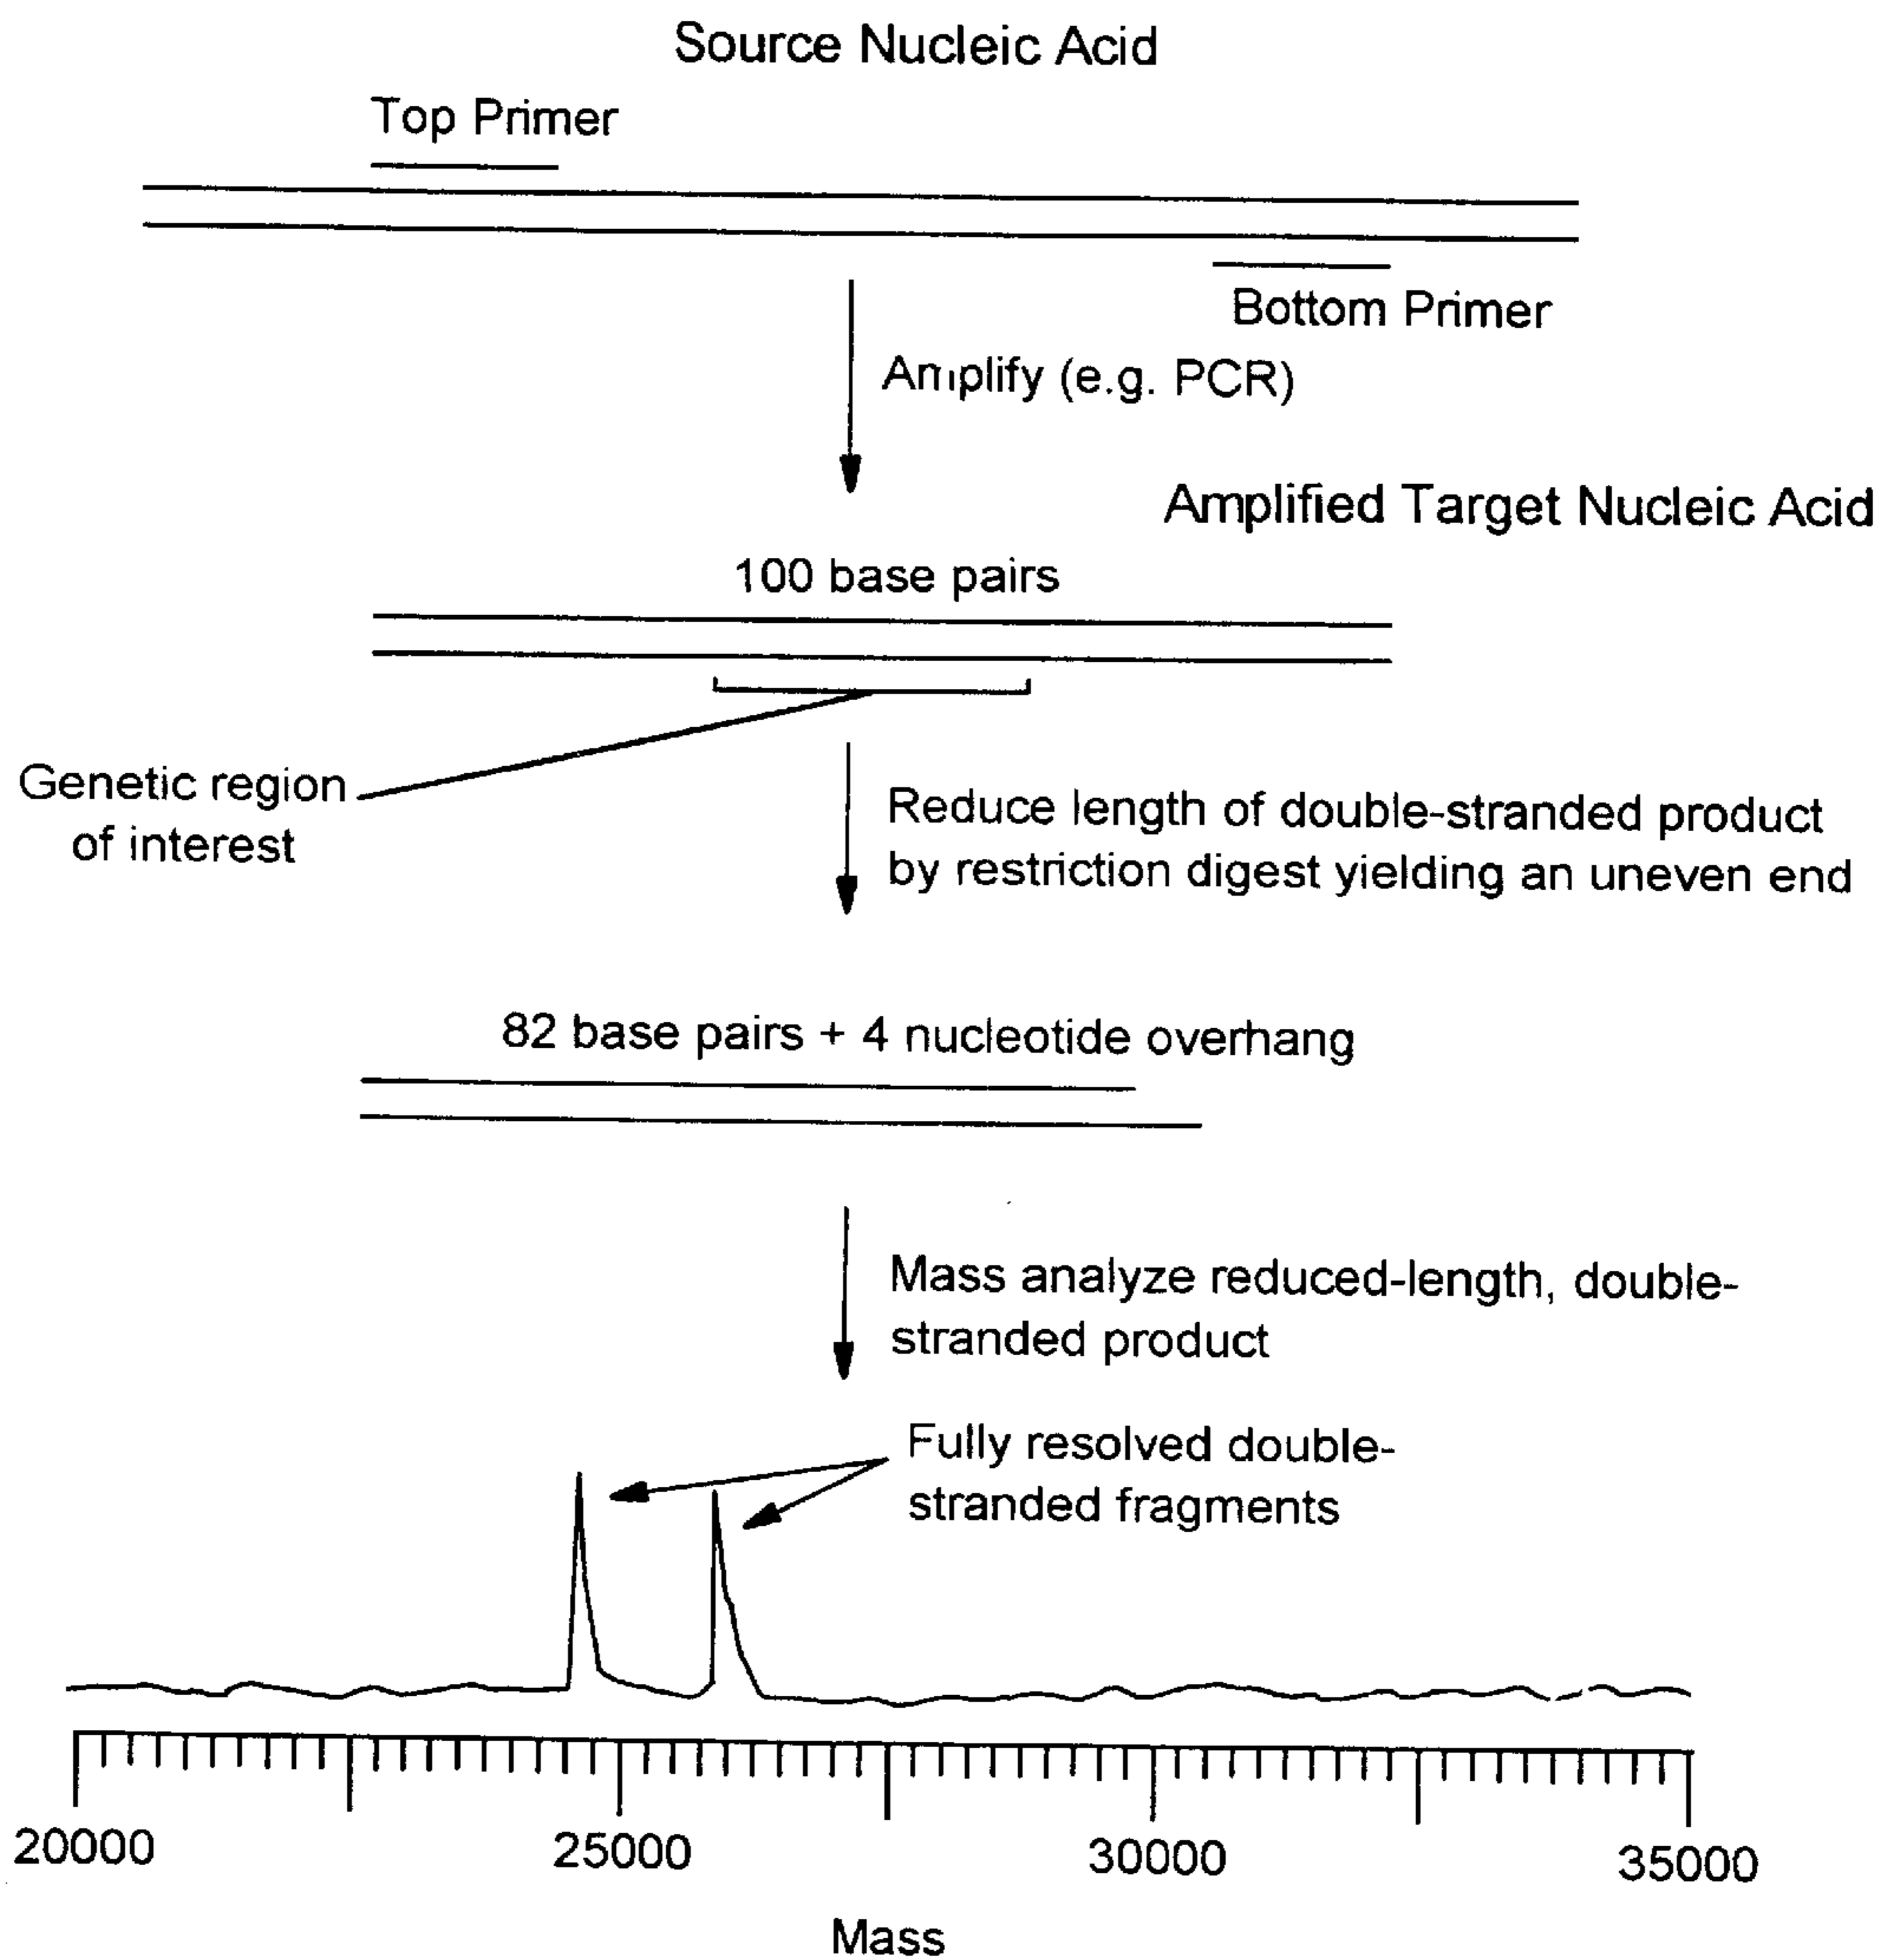 Source Nucleic Acid
Top Primer
Bottom Primer
Amplify (e.g. PCR)
Amplified Target Nucleic Acid
100 base pairs
Genetic region
of interest
Reduce length of double-stranded product
by restriction digest yielding an uneven end
82 base pairs + 4 nucleotide overhang
Mass analyze reduced-length, double-
stranded product
Fully resolved double-
stranded fragments
20000
25000
30000
35000
Mass